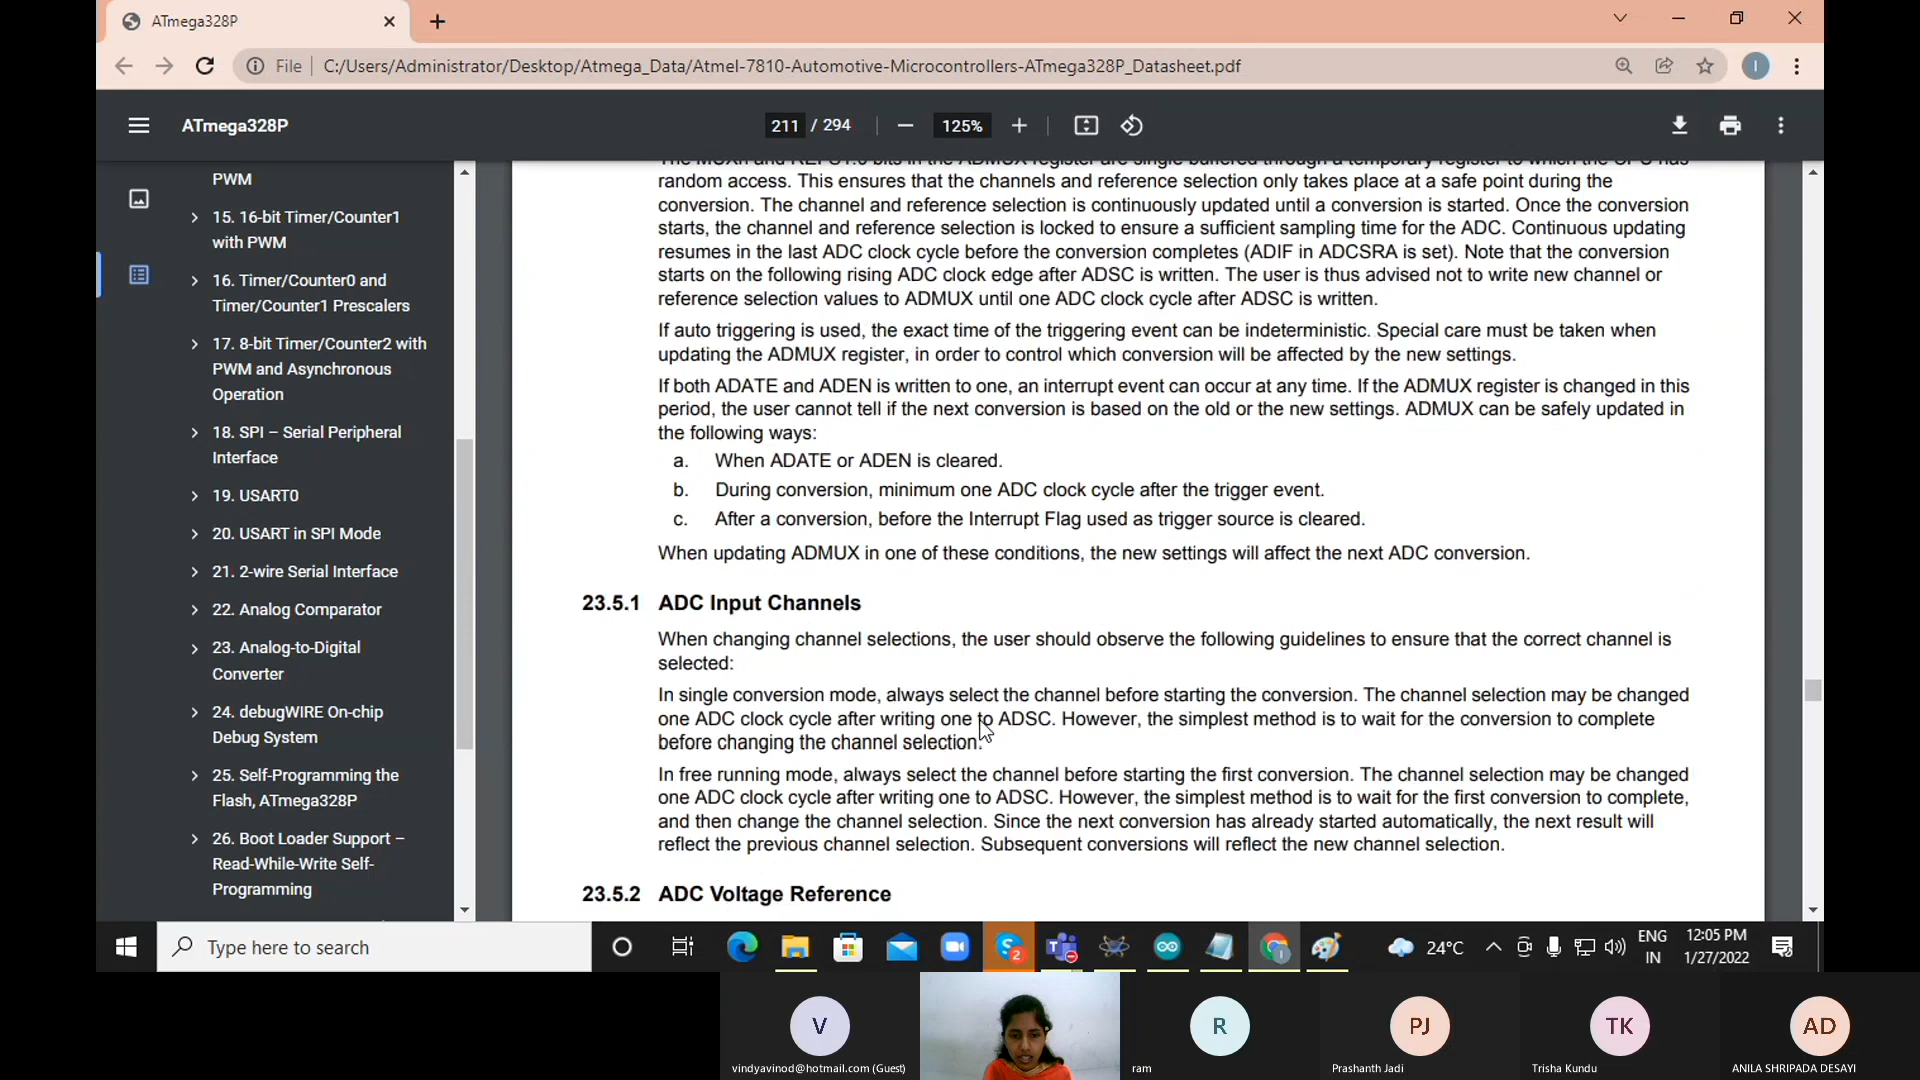 ATmega328P
File
C:/Users/Administrator/Desktop/Atmega_Data/Atmel-7810-Automotive-Microcontrollers-ATmega328P_Datasheet.pdf
I
ATmega328P
211 / 294
125%
PWM
15. 16-bit Timer/Counter1
with PWM
16. Timer/Counter0 and
Timer/Counter1 Prescalers
17. 8-bit Timer/Counter2 with
PWM and Asynchronous
Operation
18. SPI – Serial Peripheral
Interface
19. USART0
20. USART in SPI Mode
21. 2-wire Serial Interface
22. Analog Comparator
23. Analog-to-Digital
Converter
24. debugWIRE On-chip
Debug System
25. Self-Programming the
Flash, ATmega328P
26. Boot Loader Support –
Read-While-Write Self-
Programming
The MUXn and REFS1:0 bits in the ADMUX register are single buffered through a temporary register to which the CPU has
random access. This ensures that the channels and reference selection only takes place at a safe point during the
conversion. The channel and reference selection is continuously updated until a conversion is started. Once the conversion
starts, the channel and reference selection is locked to ensure a sufficient sampling time for the ADC. Continuous updating
resumes in the last ADC clock cycle before the conversion completes (ADIF in ADCSRA is set). Note that the conversion
starts on the following rising ADC clock edge after ADSC is written. The user is thus advised not to write new channel or
reference selection values to ADMUX until one ADC clock cycle after ADSC is written.
If auto triggering is used, the exact time of the triggering event can be indeterministic. Special care must be taken when
updating the ADMUX register, in order to control which conversion will be affected by the new settings.
If both ADATE and ADEN is written to one, an interrupt event can occur at any time. If the ADMUX register is changed in this
period, the user cannot tell if the next conversion is based on the old or the new settings. ADMUX can be safely updated in
the following ways:
a. When ADATE or ADEN is cleared.
b. During conversion, minimum one ADC clock cycle after the trigger event.
c. After a conversion, before the Interrupt Flag used as trigger source is cleared.
When updating ADMUX in one of these conditions, the new settings will affect the next ADC conversion.
23.5.1 ADC Input Channels
When changing channel selections, the user should observe the following guidelines to ensure that the correct channel is
selected:
In single conversion mode, always select the channel before starting the conversion. The channel selection may be changed
one ADC clock cycle after writing one to ADSC. However, the simplest method is to wait for the conversion to complete
before changing the channel selection.
In free running mode, always select the channel before starting the first conversion. The channel selection may be changed
one ADC clock cycle after writing one to ADSC. However, the simplest method is to wait for the first conversion to complete,
and then change the channel selection. Since the next conversion has already started automatically, the next result will
reflect the previous channel selection. Subsequent conversions will reflect the new channel selection.
23.5.2 ADC Voltage Reference
Type here to search
24°C
ENG
IN
12:05 PM
1/27/2022
V
R
PJ
TK
AD
vindyavinod@hotmail.com (Guest)
ram
Prashanth Jadi
Trisha Kundu
ANILA SHRIPADA DESAYI